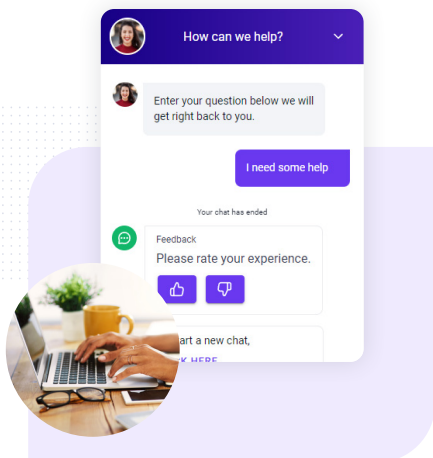 How can we help?
Enter your question below we will
get right back to you.
I need some help
Your chat has ended
Feedback
Please rate your experience.
a new chat,
HERE